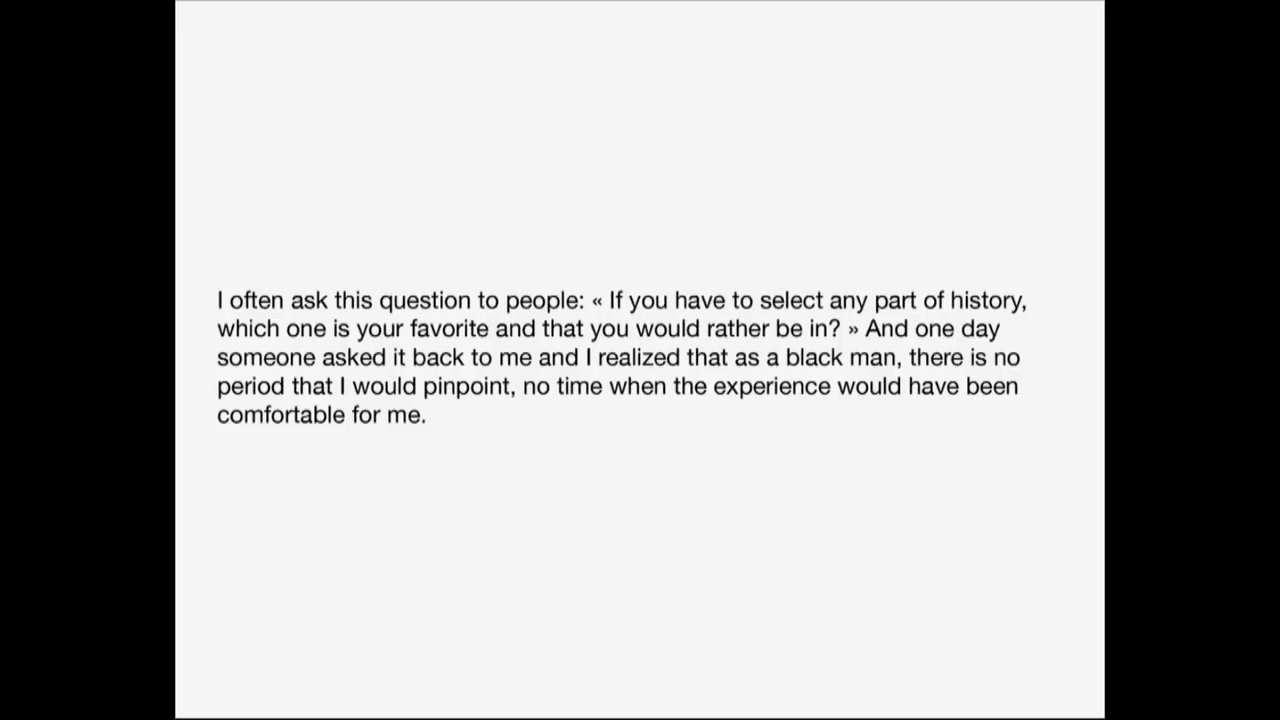 I often ask this question to people: « If you have to select any part of history,
which one is your favorite and that you would rather be in? » And one day
someone asked it back to me and I realized that as a black man, there is no
period that I would pinpoint, no time when the experience would have been
comfortable for me.